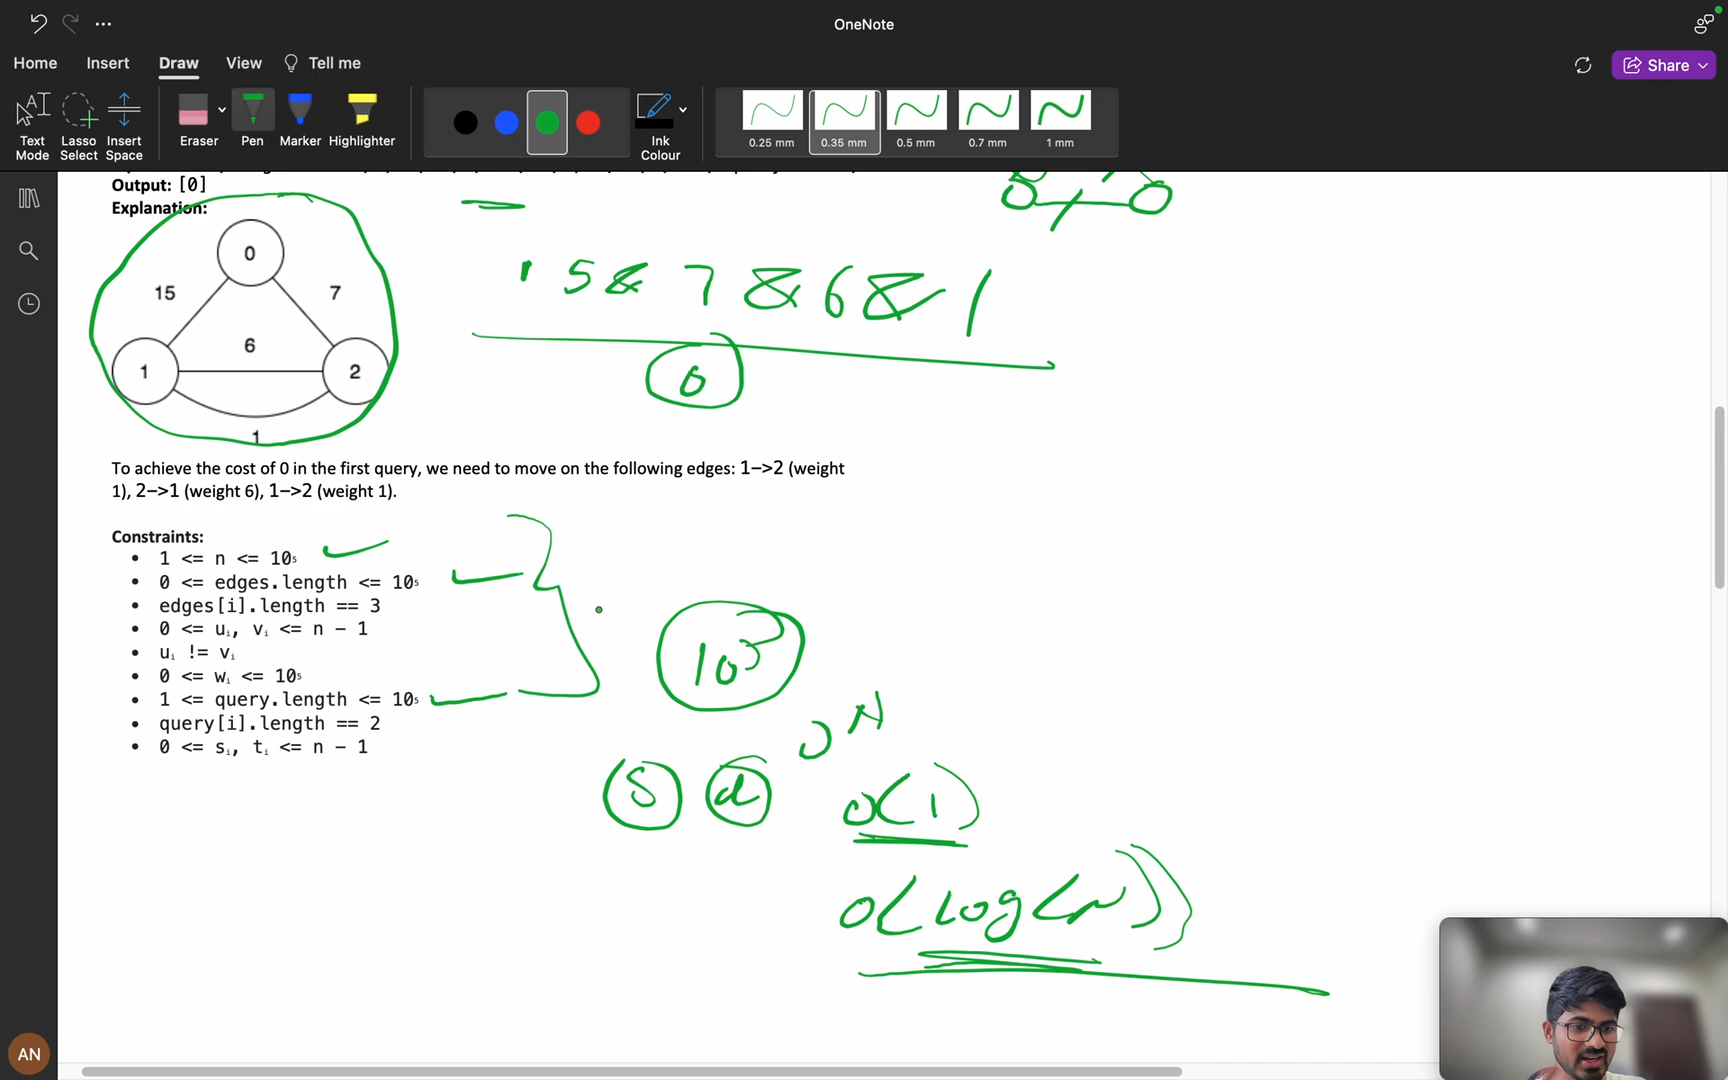 OneNote
Home Insert Draw View Tell me
Share
Text Mode
Lasso Select
Insert Space
Eraser
Pen
Marker
Highlighter
Ink Colour
0.25 mm
0.35 mm
0.5 mm
0.7 mm
1 mm
Output: [0]
Explanation:
0
15
7
6
1
2
1
15 & 7 & 6 & 1
0
To achieve the cost of 0 in the first query, we need to move on the following edges: 1->2 (weight
1), 2->1 (weight 6), 1->2 (weight 1).
Constraints:
• 1 <= n <= 10⁵
• 0 <= edges.length <= 10⁵
• edges[i].length == 3
• 0 <= uᵢ, vᵢ <= n - 1
• uᵢ != vᵢ
• 0 <= wᵢ <= 10⁵
• 1 <= query.length <= 10⁵
• query[i].length == 2
• 0 <= sᵢ, tᵢ <= n - 1
S d
O(1)
O(log(n))
AN